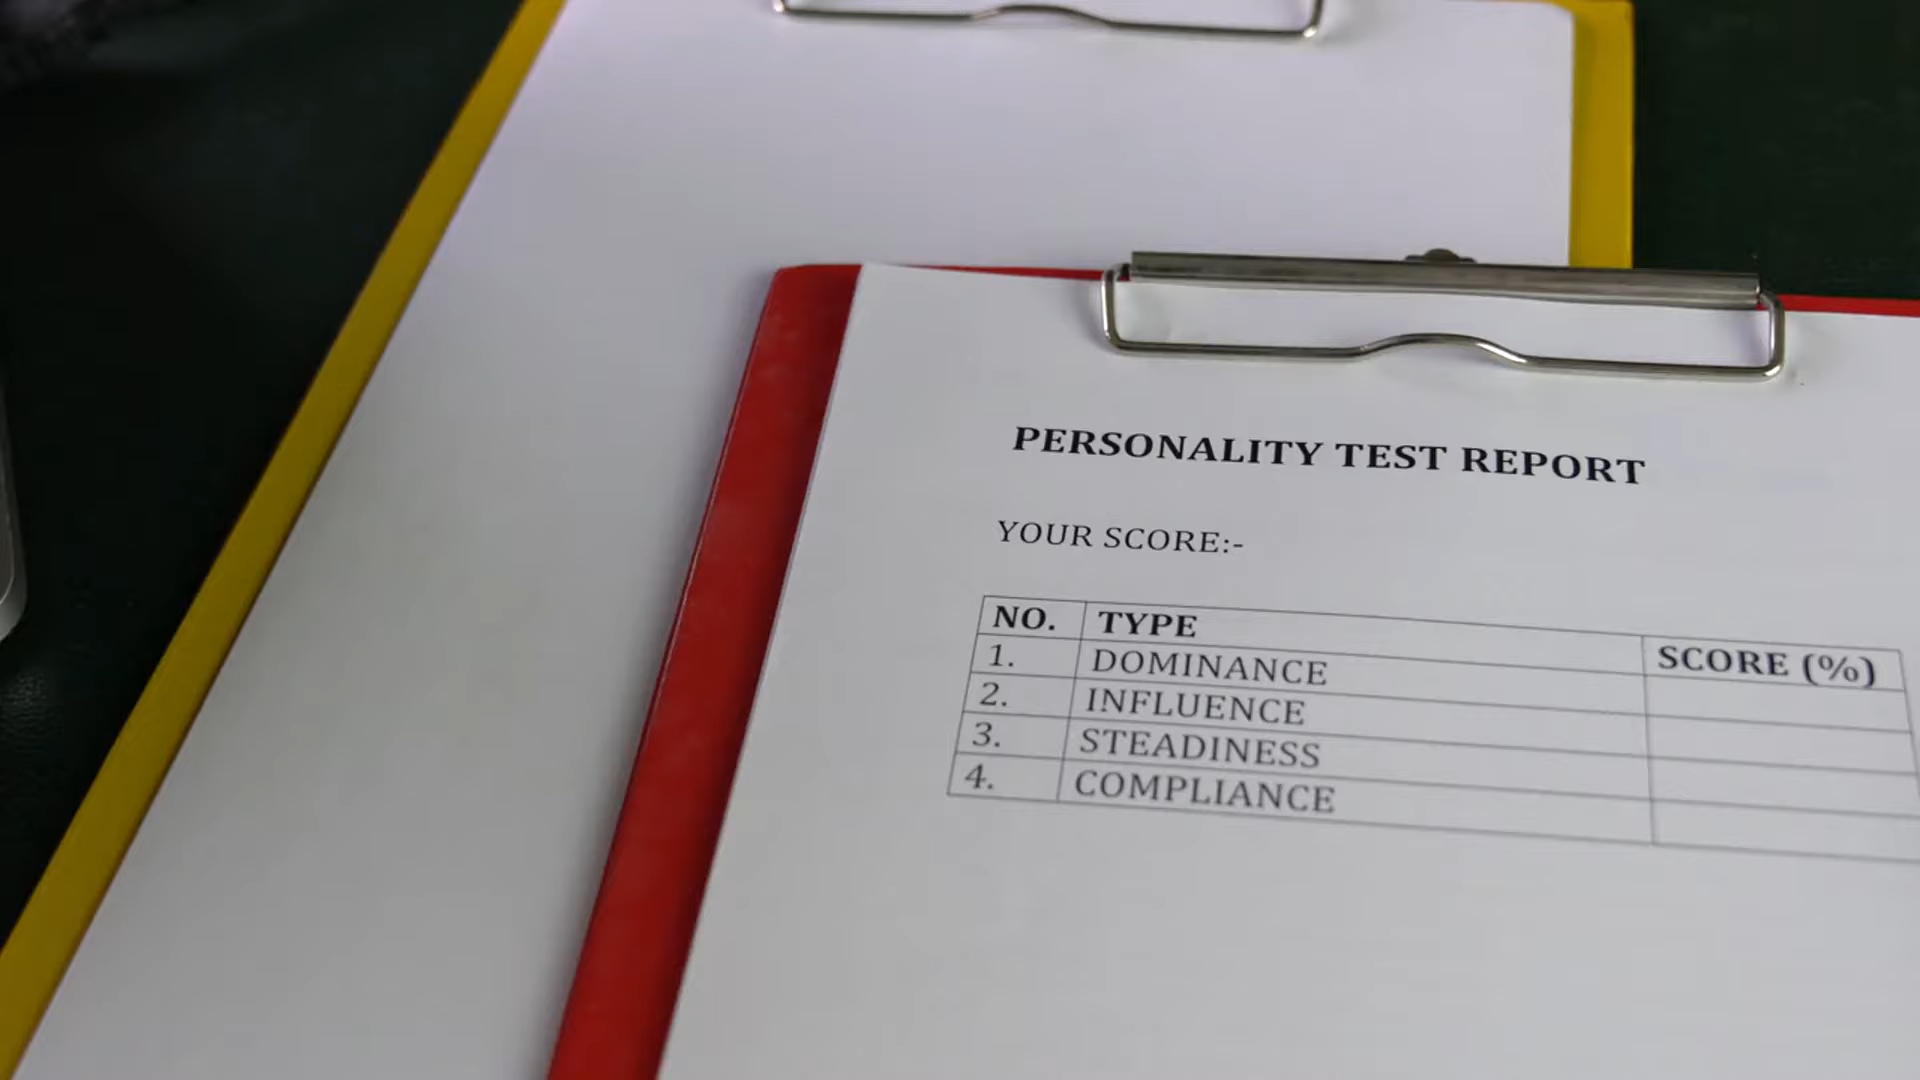 PERSONALITY TEST REPORT
YOUR SCORE:-
NO. TYPE SCORE (%)
1. DOMINANCE
2. INFLUENCE
3. STEADINESS
4. COMPLIANCE